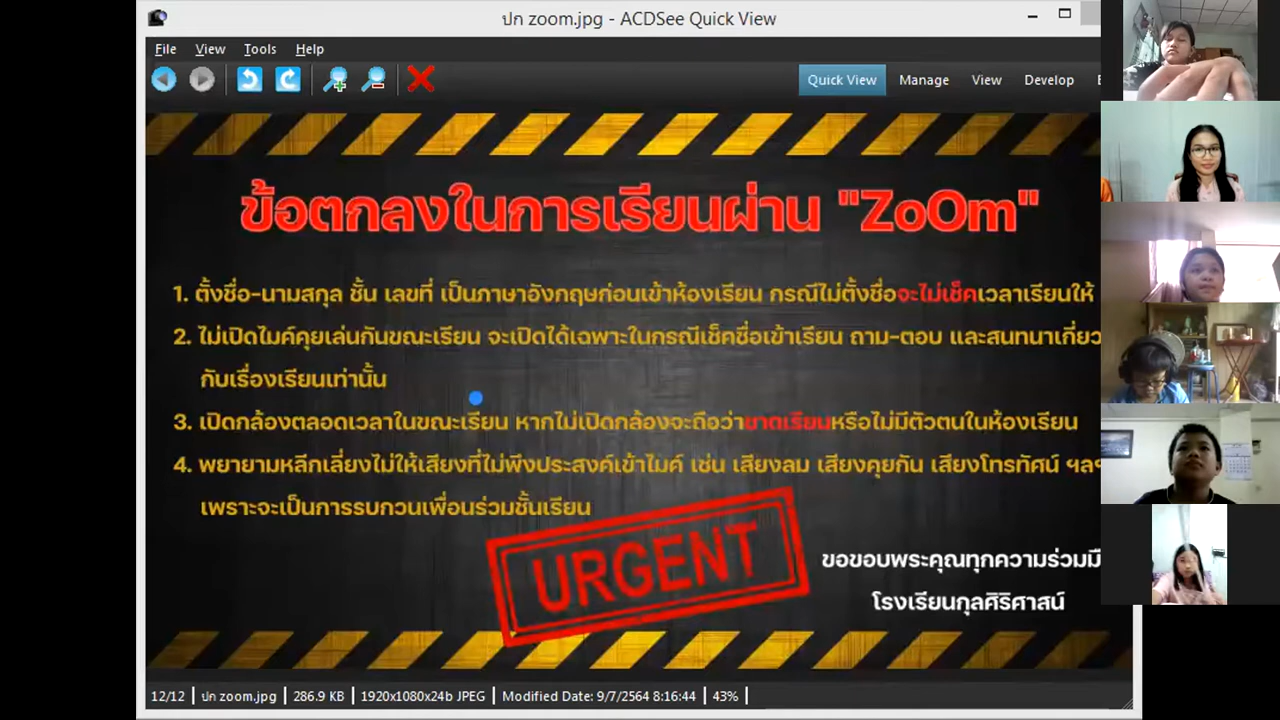 ปก zoom.jpg - ACDSee Quick View
File View Tools Help
Quick View Manage View Develop
ข้อตกลงในการเรียนผ่าน "ZoOm"
1. ตั้งชื่อ-นามสกุล ชั้น เลขที่ เป็นภาษาอังกฤษก่อนเข้าห้องเรียน กรณีไม่ตั้งชื่อจะไม่เช็คเวลาเรียนให้
2. ไม่เปิดไมค์คุยเล่นกันขณะเรียน จะเปิดได้เฉพาะในกรณีเช็คชื่อเข้าเรียน ถาม-ตอบ และสนทนาเกี่ยว
กับเรื่องเรียนเท่านั้น
3. เปิดกล้องตลอดเวลาในขณะเรียน หากไม่เปิดกล้องจะถือว่าขาดเรียนหรือไม่มีตัวตนในห้องเรียน
4. พยายามหลีกเลี่ยงไม่ให้เสียงที่ไม่พึงประสงค์เข้าไมค์ เช่น เสียงลม เสียงคุยกัน เสียงโทรทัศน์ ฯลฯ
เพราะจะเป็นการรบกวนเพื่อนร่วมชั้นเรียน
URGENT
ขอขอบพระคุณทุกความร่วมมื
โรงเรียนกุลศิริศาสน์
12/12 ปก zoom.jpg 286.9 KB 1920x1080x24b JPEG Modified Date: 9/7/2564 8:16:44 43%